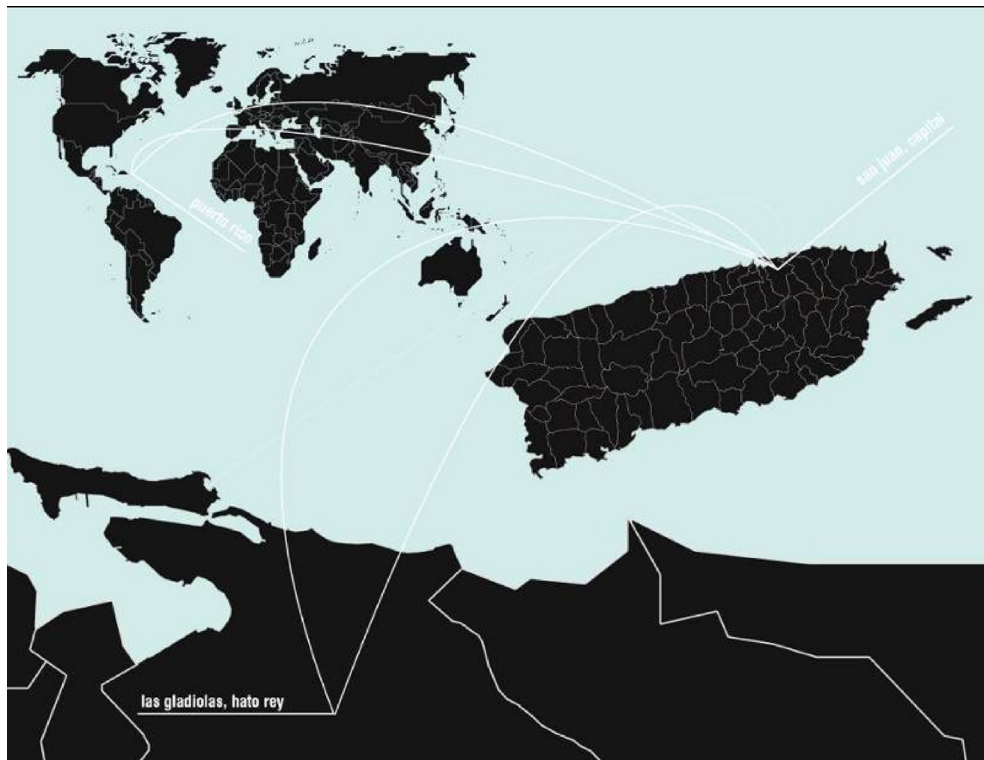 puerto rico
san juan, capital
las gladiolas, hato rey